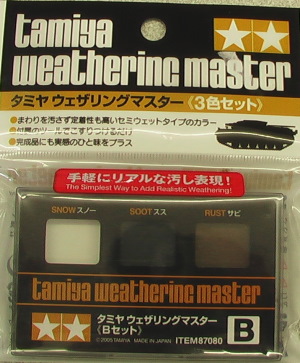 tamiya
weathering master
タミヤ ウェザリングマスター《3色セット》
●まわりを汚さず定着性も高いセミウェットタイプのカラー
●付属のツールでこすりつけるだけ
●完成品にも実感のひと味をプラス
手軽にリアルな汚し表現!
The Simplest Way to Add Realistic Weathering!
SNOW スノー SOOT スス RUST サビ
tamiya weathering master
タミヤ ウェザリングマスター
《Bセット》
©2005 TAMIYA MADE IN JAPAN ITEM87080
B